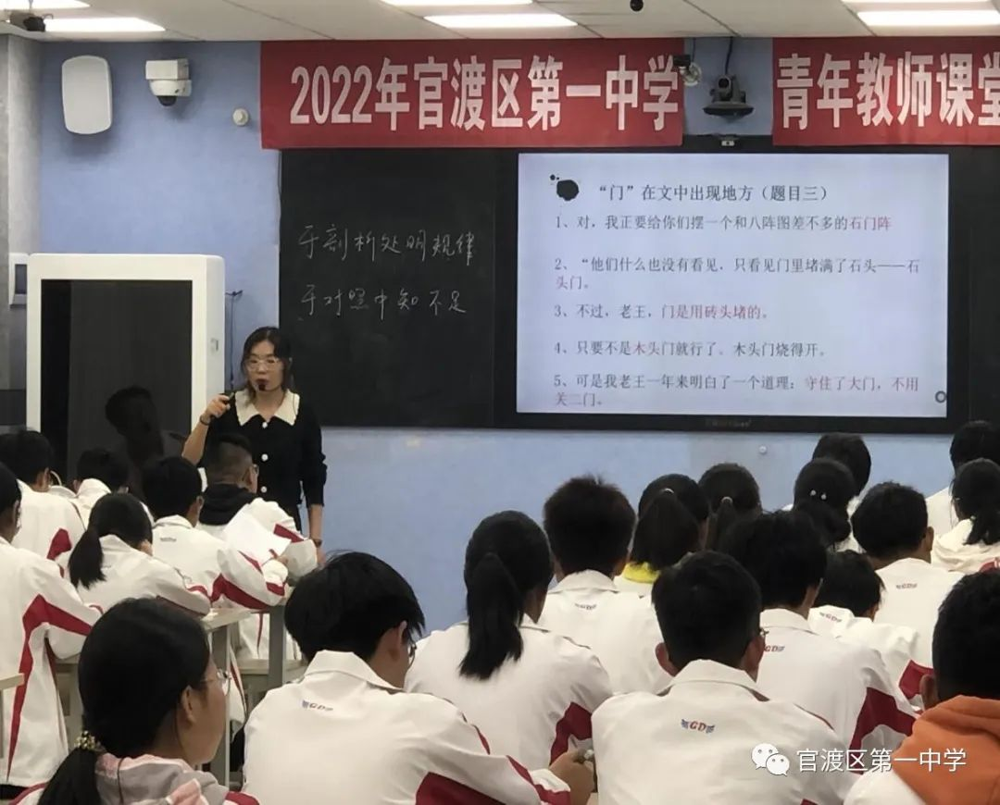 2022年官渡区第一中学
青年教师课堂
于剖析处明规律
于对照中知不足
“门”在文中出现地方（题目三）
1、对，我正要给你们摆一个和八阵图差不多的石门阵
2、“他们什么也没有看见，只看见门里堵满了石头——石
头门。
3、不过，老王，门是用砖头堵的。
4、只要不是木头门就行了。木头门烧得开。
5、可是我老王一年来明白了一个道理：守住了大门，不用
关二门。
GD
GD
GD
GD
官渡区第一中学